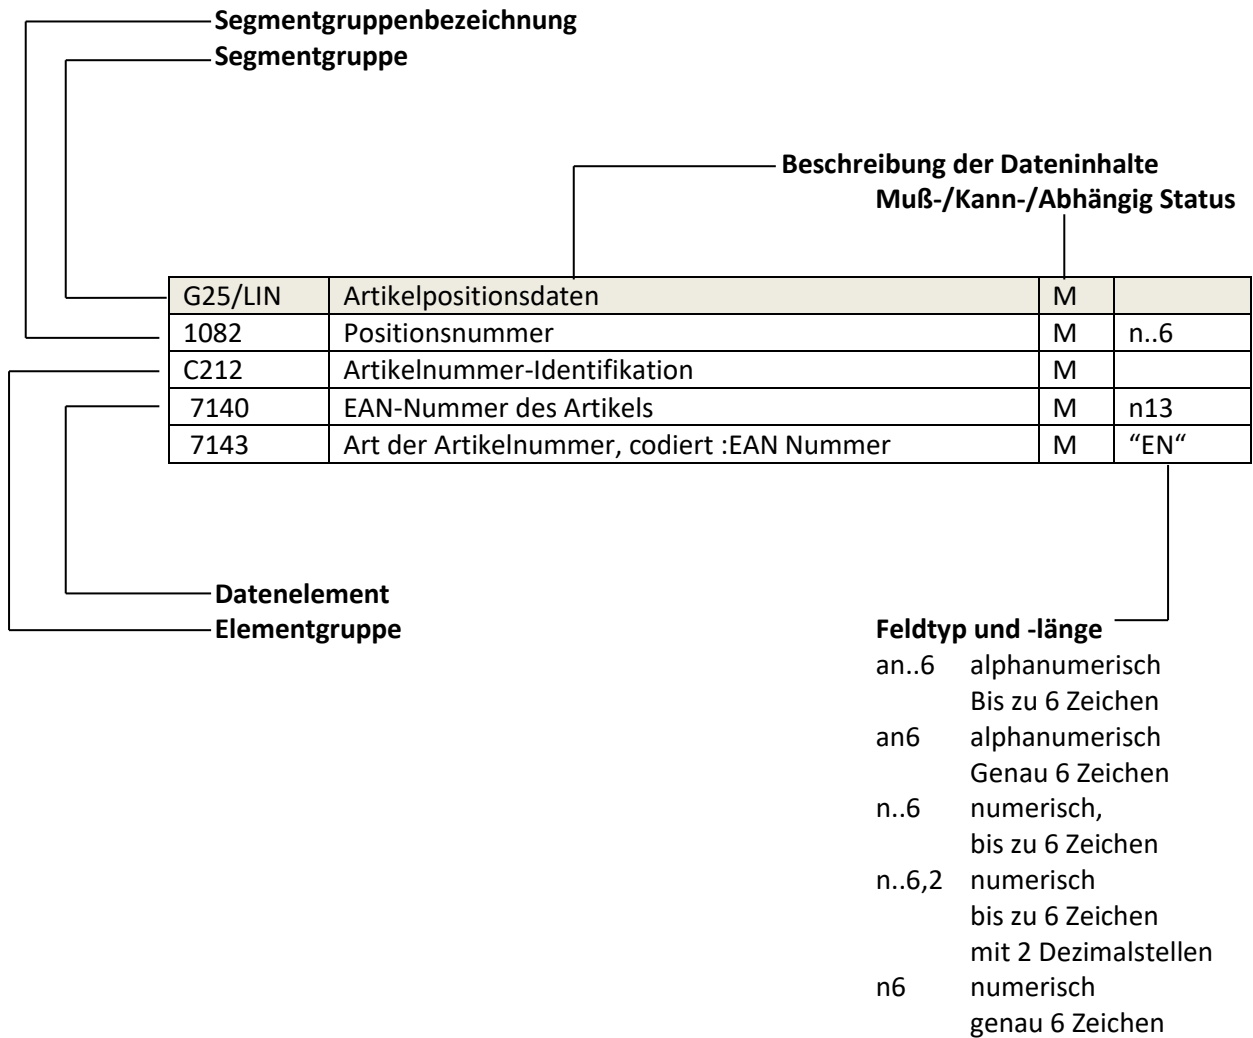 Segmentgruppenbezeichnung
Segmentgruppe
Beschreibung der Dateninhalte
Muß-/Kann-/Abhängig Status
G25/LIN Artikelpositionsdaten M
1082 Positionsnummer M n..6
C212 Artikelnummer-Identifikation M
7140 EAN-Nummer des Artikels M n13
7143 Art der Artikelnummer, codiert :EAN Nummer M “EN“
Datenelement
Elementgruppe
Feldtyp und -länge
an..6 alphanumerisch
Bis zu 6 Zeichen
an6 alphanumerisch
Genau 6 Zeichen
n..6 numerisch,
bis zu 6 Zeichen
n..6,2 numerisch
bis zu 6 Zeichen
mit 2 Dezimalstellen
n6 numerisch
genau 6 Zeichen